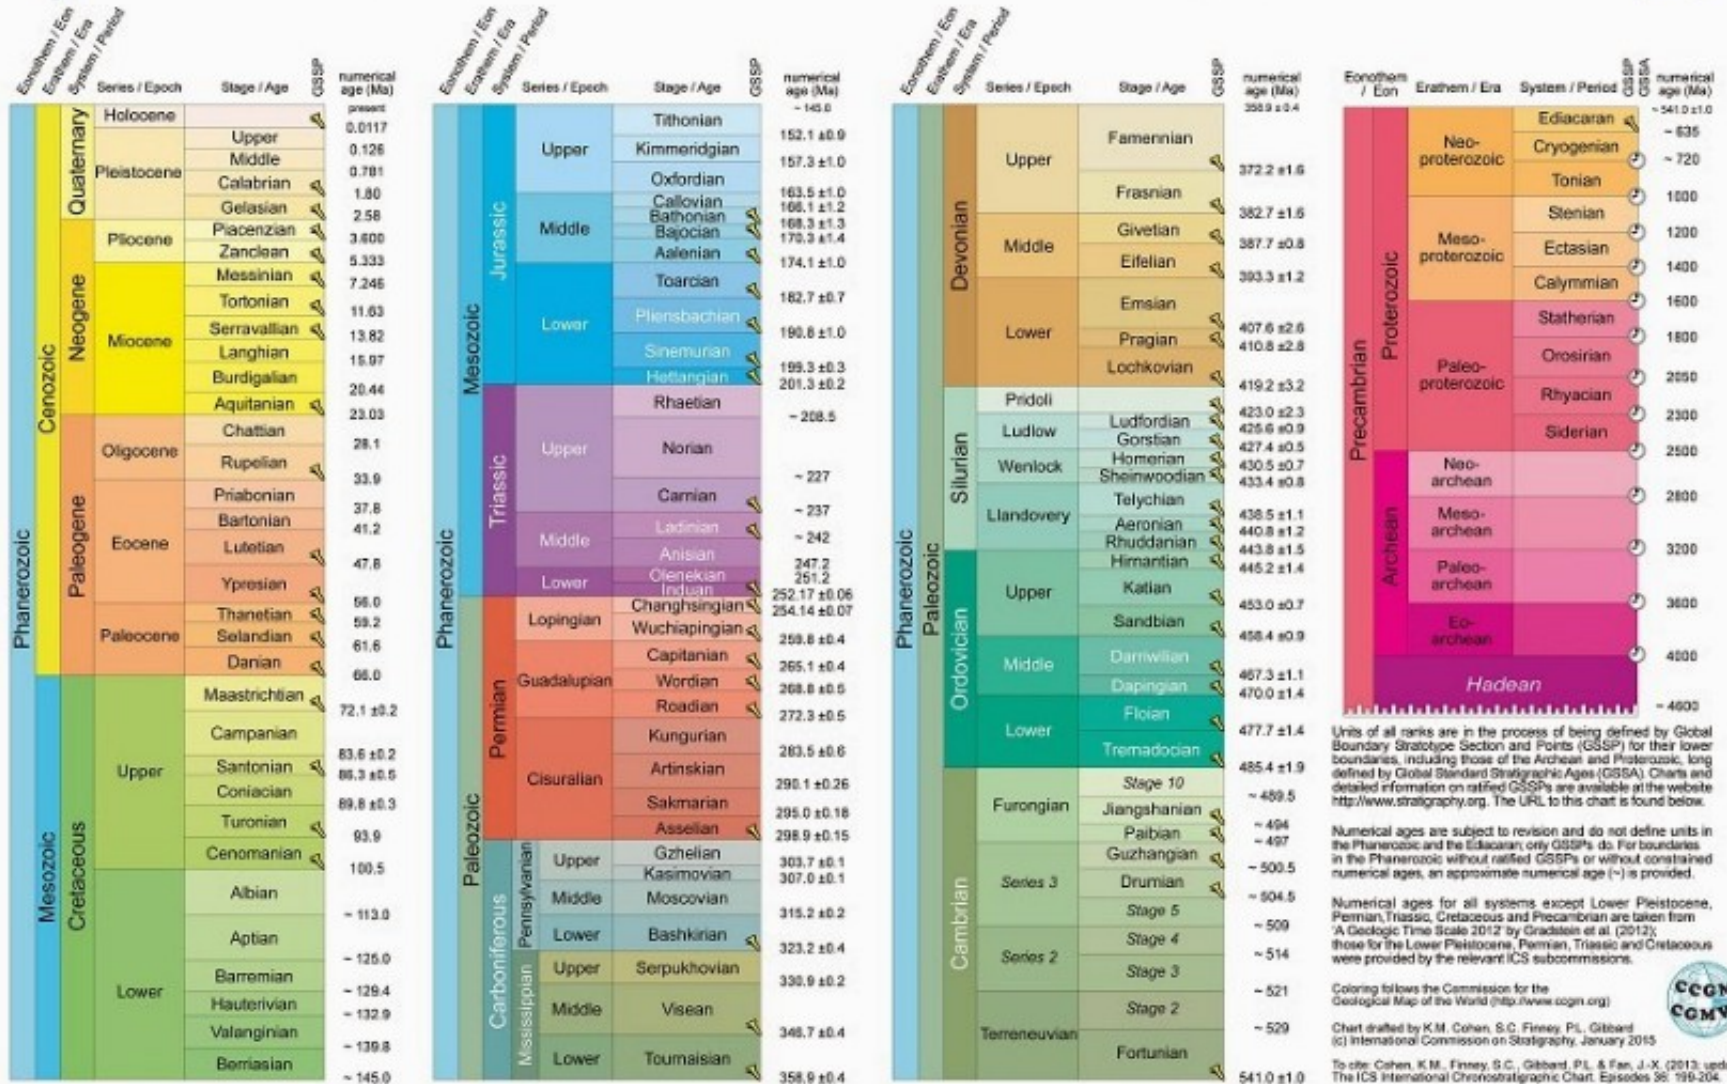 Eonothem / Eon
Erathem / Era
System / Period
Series / Epoch
Stage / Age
GSSP
numerical
age (Ma)
Phanerozoic
Cenozoic
Mesozoic
Quaternary
Neogene
Paleogene
Cretaceous
Holocene
Pleistocene
Pliocene
Miocene
Oligocene
Eocene
Paleocene
Upper
Lower
present
0.0117
Upper
0.126
Middle
0.781
Calabrian
1.80
Gelasian
2.58
Piacenzian
3.600
Zanclean
5.333
Messinian
7.246
Tortonian
11.63
Serravallian
13.82
Langhian
15.97
Burdigalian
20.44
Aquitanian
23.03
Chattian
28.1
Rupelian
33.9
Priabonian
37.8
Bartonian
41.2
Lutetian
47.8
Ypresian
56.0
Thanetian
59.2
Selandian
61.6
Danian
66.0
Maastrichtian
72.1 ±0.2
Campanian
83.6 ±0.2
Santonian
86.3 ±0.5
Coniacian
89.8 ±0.3
Turonian
93.9
Cenomanian
100.5
Albian
~ 113.0
Aptian
~ 125.0
Barremian
~ 129.4
Hauterivian
~ 132.9
Valanginian
~ 139.8
Berriasian
~ 145.0
Eonothem / Eon
Erathem / Era
System / Period
Series / Epoch
Stage / Age
GSSP
numerical
age (Ma)
Phanerozoic
Mesozoic
Paleozoic
Jurassic
Triassic
Permian
Carboniferous
Pennsylvanian
Mississippian
Upper
Middle
Lower
Upper
Middle
Lower
Lopingian
Guadalupian
Cisuralian
Upper
Middle
Lower
Upper
Middle
Lower
~ 145.0
Tithonian
152.1 ±0.9
Kimmeridgian
157.3 ±1.0
Oxfordian
163.5 ±1.0
Callovian
166.1 ±1.2
Bathonian
168.3 ±1.3
Bajocian
170.3 ±1.4
Aalenian
174.1 ±1.0
Toarcian
182.7 ±0.7
Pliensbachian
190.8 ±1.0
Sinemurian
199.3 ±0.3
Hettangian
201.3 ±0.2
Rhaetian
~ 208.5
Norian
~ 227
Carnian
~ 237
Ladinian
~ 242
Anisian
247.2
Olenekian
251.2
Induan
252.17 ±0.06
Changhsingian
254.14 ±0.07
Wuchiapingian
259.8 ±0.4
Capitanian
265.1 ±0.4
Wordian
268.8 ±0.5
Roadian
272.3 ±0.5
Kungurian
283.5 ±0.6
Artinskian
290.1 ±0.26
Sakmarian
295.0 ±0.18
Asselian
298.9 ±0.15
Gzhelian
303.7 ±0.1
Kasimovian
307.0 ±0.1
Moscovian
315.2 ±0.2
Bashkirian
323.2 ±0.4
Serpukhovian
330.9 ±0.2
Visean
346.7 ±0.4
Tournaisian
358.9 ±0.4
Eonothem / Eon
Erathem / Era
System / Period
Series / Epoch
Stage / Age
GSSP
numerical
age (Ma)
Phanerozoic
Paleozoic
Devonian
Silurian
Ordovician
Cambrian
Upper
Middle
Lower
Pridoli
Ludlow
Wenlock
Llandovery
Upper
Middle
Lower
Furongian
Series 3
Series 2
Terreneuvian
358.9 ± 0.4
Famennian
372.2 ±1.6
Frasnian
382.7 ±1.6
Givetian
387.7 ±0.8
Eifelian
393.3 ±1.2
Emsian
407.6 ±2.6
Pragian
410.8 ±2.8
Lochkovian
419.2 ±3.2
423.0 ±2.3
Ludfordian
425.6 ±0.9
Gorstian
427.4 ±0.5
Homerian
430.5 ±0.7
Sheinwoodian
433.4 ±0.8
Telychian
438.5 ±1.1
Aeronian
440.8 ±1.2
Rhuddanian
443.8 ±1.5
Hirnantian
445.2 ±1.4
Katian
453.0 ±0.7
Sandbian
458.4 ±0.9
Darriwilian
467.3 ±1.1
Dapingian
470.0 ±1.4
Floian
477.7 ±1.4
Tremadocian
485.4 ±1.9
Stage 10
~ 489.5
Jiangshanian
~ 494
Paibian
~ 497
Guzhangian
~ 500.5
Drumian
~ 504.5
Stage 5
~ 509
Stage 4
~ 514
Stage 3
~ 521
Stage 2
~ 529
Fortunian
541.0 ±1.0
Eonothem
/ Eon
Erathem / Era
System / Period
GSSP
GSSA
numerical
age (Ma)
Precambrian
Proterozoic
Archean
Neo-
proterozoic
Meso-
proterozoic
Paleo-
proterozoic
Neo-
archean
Meso-
archean
Paleo-
archean
Eo-
archean
Hadean
~ 541.0 ±1.0
Ediacaran
~ 635
Cryogenian
~ 720
Tonian
1000
Stenian
1200
Ectasian
1400
Calymmian
1600
Statherian
1800
Orosirian
2050
Rhyacian
2300
Siderian
2500
2800
3200
3600
4000
~ 4600
Units of all ranks are in the process of being defined by Global
Boundary Stratotype Section and Points (GSSP) for their lower
boundaries, including those of the Archean and Proterozoic, long
defined by Global Standard Stratigraphic Ages (GSSA). Charts and
detailed information on ratified GSSPs are available at the website
http://www.stratigraphy.org. The URL to this chart is found below.
Numerical ages are subject to revision and do not define units in
the Phanerozoic and the Ediacaran; only GSSPs do. For boundaries
in the Phanerozoic without ratified GSSPs or without constrained
numerical ages, an approximate numerical age (~) is provided.
Numerical ages for all systems except Lower Pleistocene,
Permian, Triassic, Cretaceous and Precambrian are taken from
'A Geologic Time Scale 2012' by Gradstein et al. (2012);
those for the Lower Pleistocene, Permian, Triassic and Cretaceous
were provided by the relevant ICS subcommissions.
Coloring follows the Commission for the
Geological Map of the World (http://www.ccgm.org)
Chart drafted by K.M. Cohen, S.C. Finney, P.L. Gibbard
(c) International Commission on Stratigraphy, January 2015
To cite: Cohen, K.M., Finney, S.C., Gibbard, P.L. & Fan, J.-X. (2013; upd
The ICS International Chronostratigraphic Chart. Episodes 36: 199-204.
CCGM
CGMW